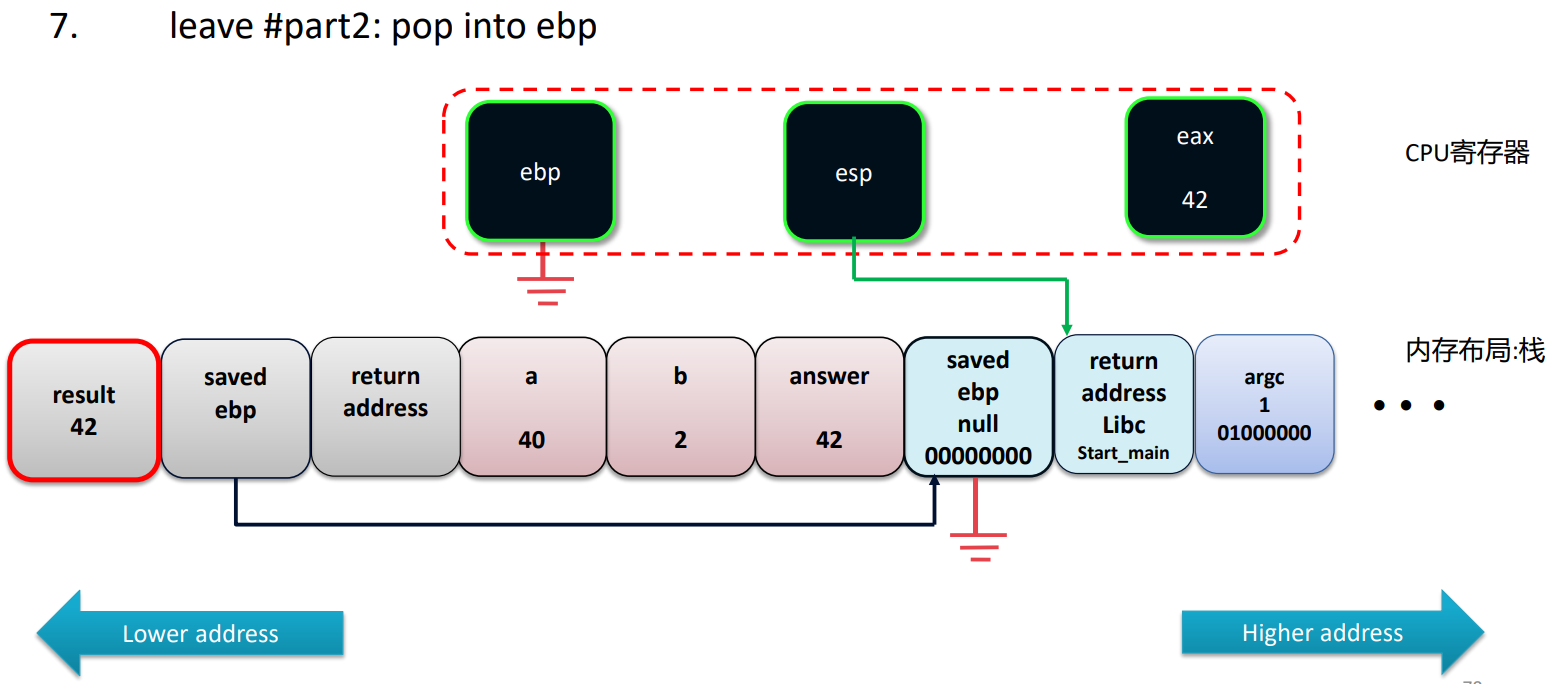 7. leave #part2: pop into ebp
ebp
esp
eax
42
CPU寄存器
内存布局:栈
result
42
saved
ebp
return
address
a
40
b
2
answer
42
saved
ebp
null
00000000
return
address
Libc
Start_main
argc
1
01000000
• • •
Lower address
Higher address